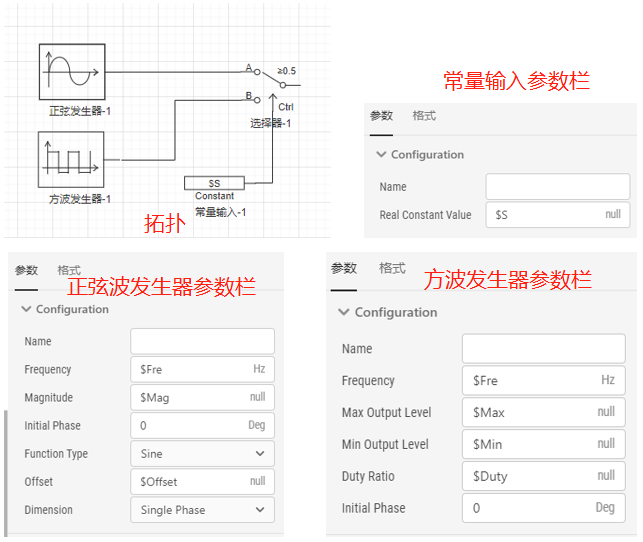 A
≥0.5
B
Ctrl
正弦发生器-1
选择器-1
方波发生器-1
$S
Constant
常量输入-1
拓扑
常量输入参数栏
参数 格式
Configuration
Name
Real Constant Value $S null
参数 格式
正弦波发生器参数栏
Configuration
Name
Frequency $Fre Hz
Magnitude $Mag null
Initial Phase 0 Deg
Function Type Sine
Offset $Offset null
Dimension Single Phase
参数 格式
方波发生器参数栏
Configuration
Name
Frequency $Fre Hz
Max Output Level $Max null
Min Output Level $Min null
Duty Ratio $Duty null
Initial Phase 0 Deg